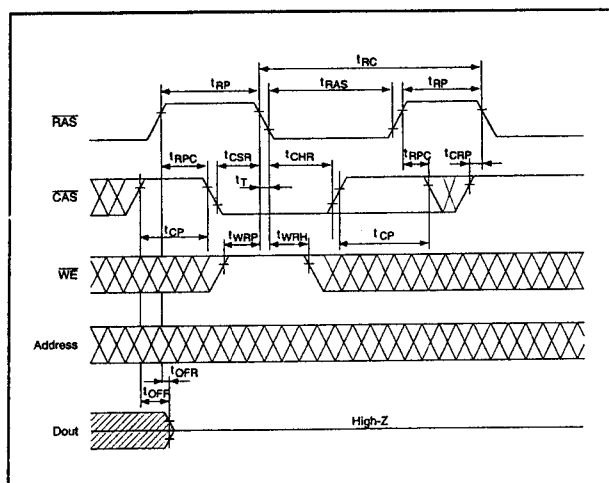 tRC
tRP tRAS tRP
RAS
tRPC tCSR tCHR tRPC tCRP
tT
CAS
tCP tCP
tWRP tWRH
WE
Address
tOFR
tOFF
High-Z
Dout